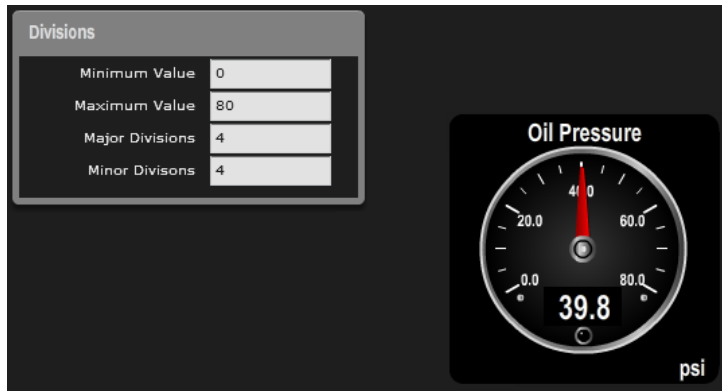 Divisions
Minimum Value 0
Maximum Value 80
Major Divisions 4
Minor Divisons 4
Oil Pressure
40.0
20.0 60.0
0.0 80.0
39.8
psi